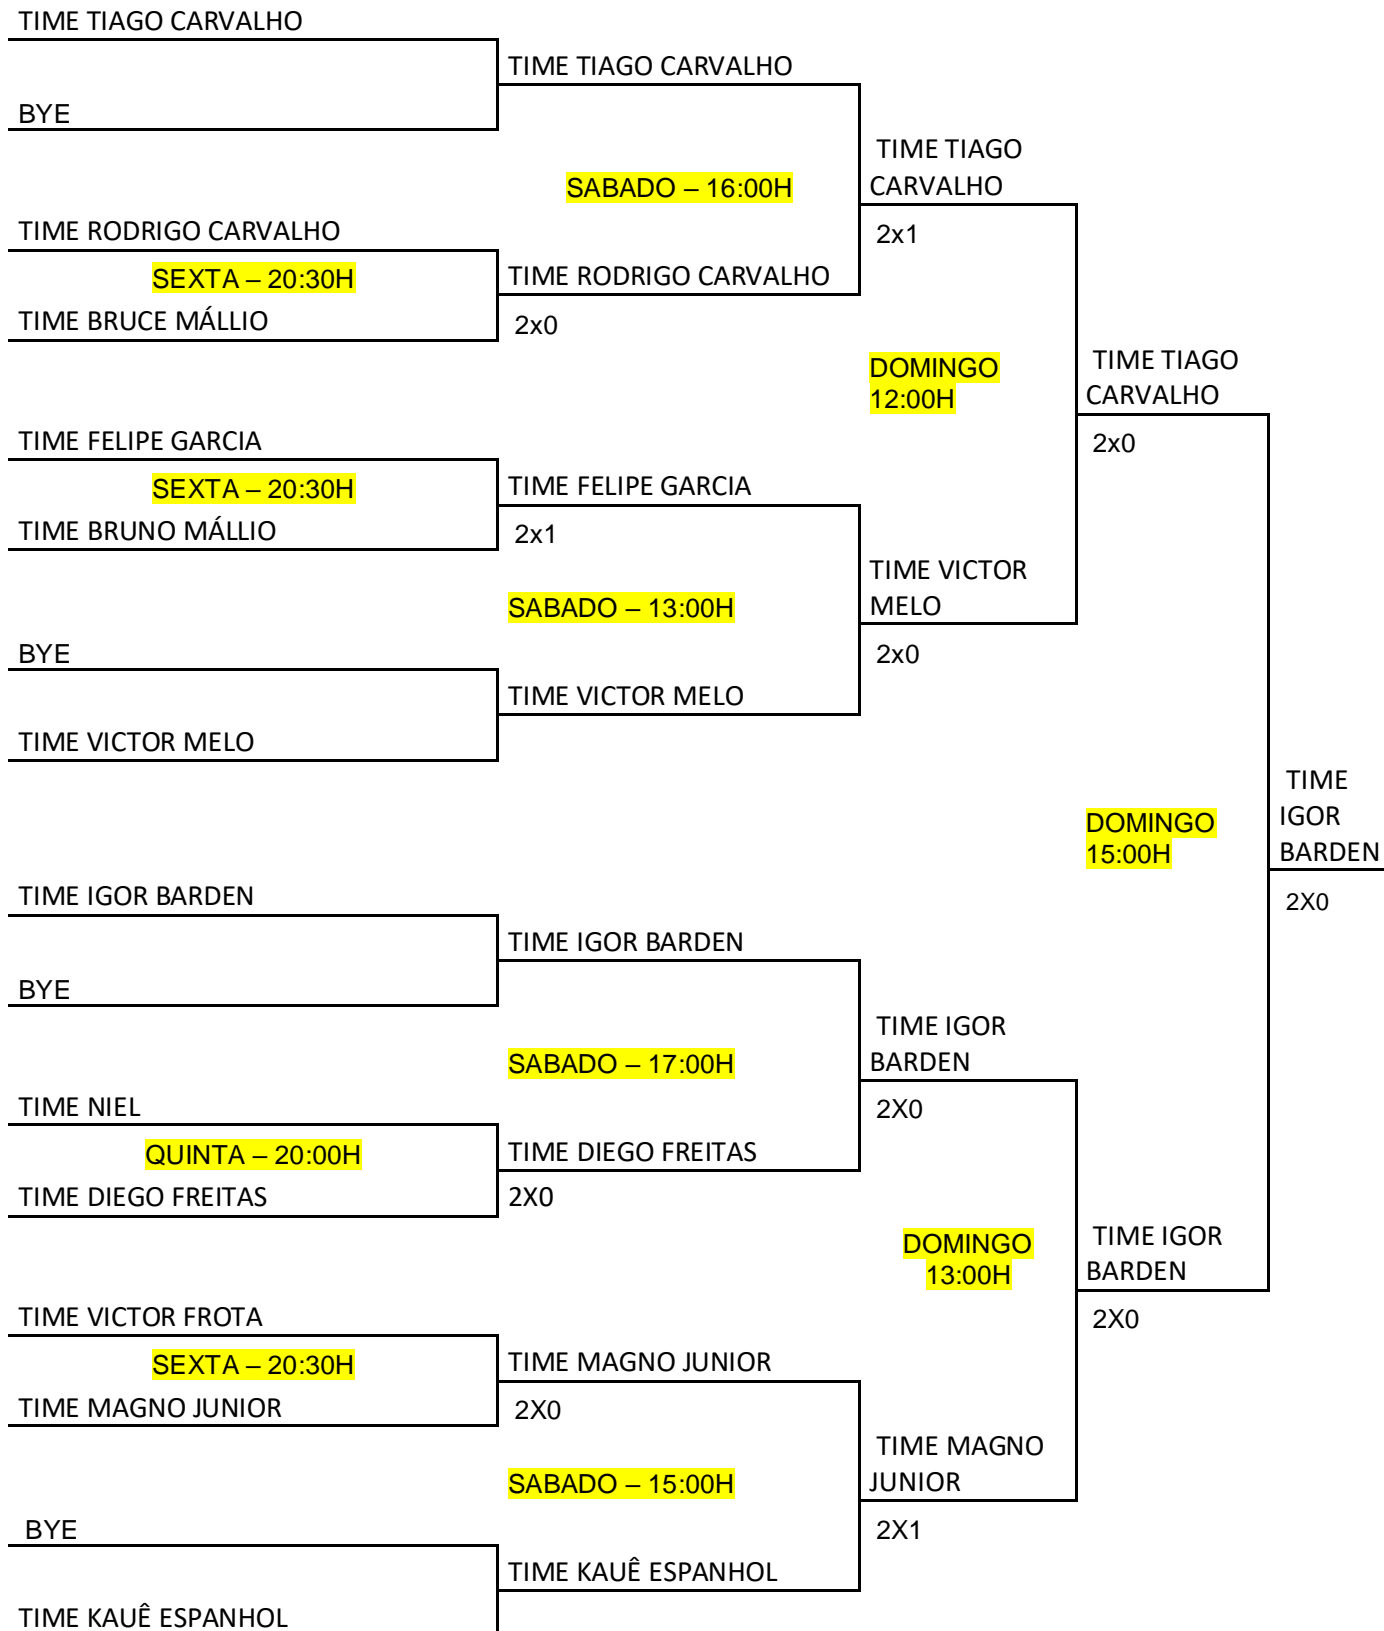 TIME TIAGO CARVALHO
TIME TIAGO CARVALHO
BYE
TIME TIAGO
CARVALHO
SABADO – 16:00H
TIME RODRIGO CARVALHO
2x1
SEXTA – 20:30H
TIME RODRIGO CARVALHO
TIME BRUCE MÁLLIO
2x0
TIME TIAGO
CARVALHO
DOMINGO
12:00H
TIME FELIPE GARCIA
2x0
SEXTA – 20:30H
TIME FELIPE GARCIA
TIME BRUNO MÁLLIO
2x1
TIME VICTOR
MELO
SABADO – 13:00H
BYE
2x0
TIME VICTOR MELO
TIME VICTOR MELO
TIME
IGOR
BARDEN
DOMINGO
15:00H
TIME IGOR BARDEN
2X0
TIME IGOR BARDEN
BYE
TIME IGOR
BARDEN
SABADO – 17:00H
TIME NIEL
2X0
QUINTA – 20:00H
TIME DIEGO FREITAS
TIME DIEGO FREITAS
2X0
TIME IGOR
BARDEN
DOMINGO
13:00H
TIME VICTOR FROTA
2X0
SEXTA – 20:30H
TIME MAGNO JUNIOR
TIME MAGNO JUNIOR
2X0
TIME MAGNO
JUNIOR
SABADO – 15:00H
BYE
2X1
TIME KAUÊ ESPANHOL
TIME KAUÊ ESPANHOL